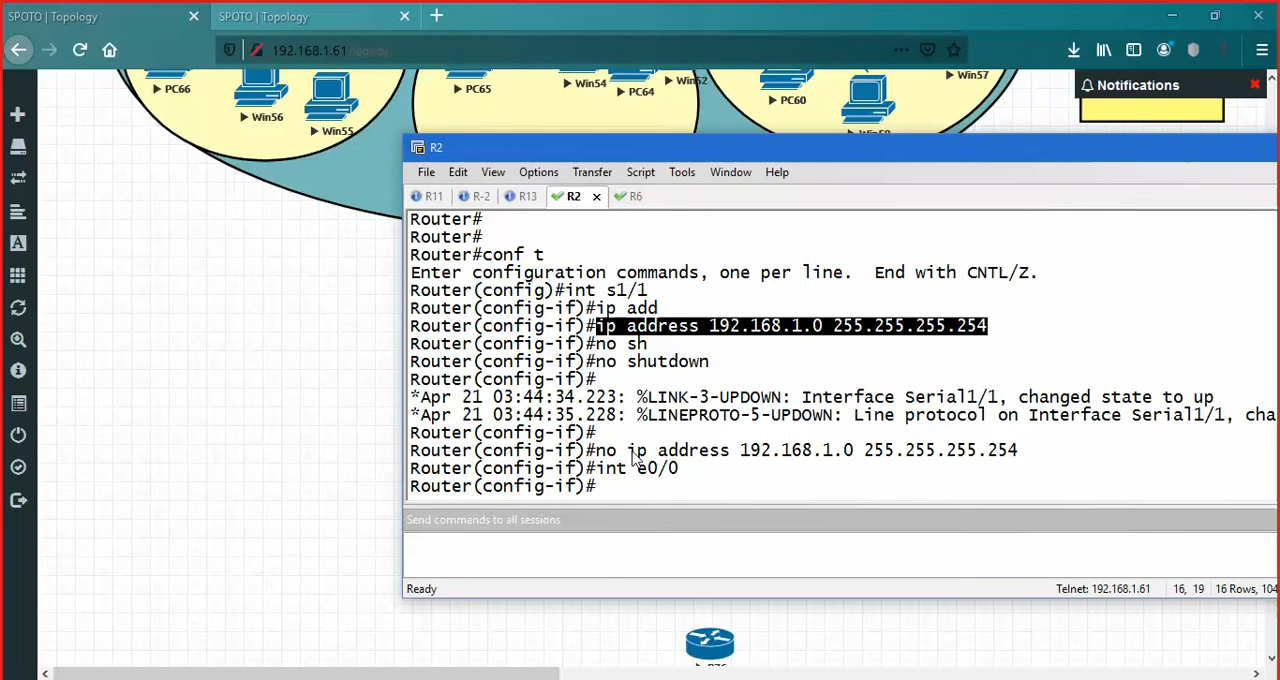 SPOTO | Topology
SPOTO | Topology
192.168.1.61/legacy
PC66
Win56
Win55
PC65
Win54
PC64
Win52
PC60
Win57
Notifications
R2
File Edit View Options Transfer Script Tools Window Help
R11 R-2 R13 R2 R6
Router#
Router#
Router#conf t
Enter configuration commands, one per line.  End with CNTL/Z.
Router(config)#int s1/1
Router(config-if)#ip add
Router(config-if)#ip address 192.168.1.0 255.255.255.254
Router(config-if)#no sh
Router(config-if)#no shutdown
Router(config-if)#
*Apr 21 03:44:34.223: %LINK-3-UPDOWN: Interface Serial1/1, changed state to up
*Apr 21 03:44:35.228: %LINEPROTO-5-UPDOWN: Line protocol on Interface Serial1/1, cha
Router(config-if)#
Router(config-if)#no ip address 192.168.1.0 255.255.255.254
Router(config-if)#int e0/0
Router(config-if)#
Send commands to all sessions
Ready
Telnet: 192.168.1.61 16, 19 16 Rows, 104